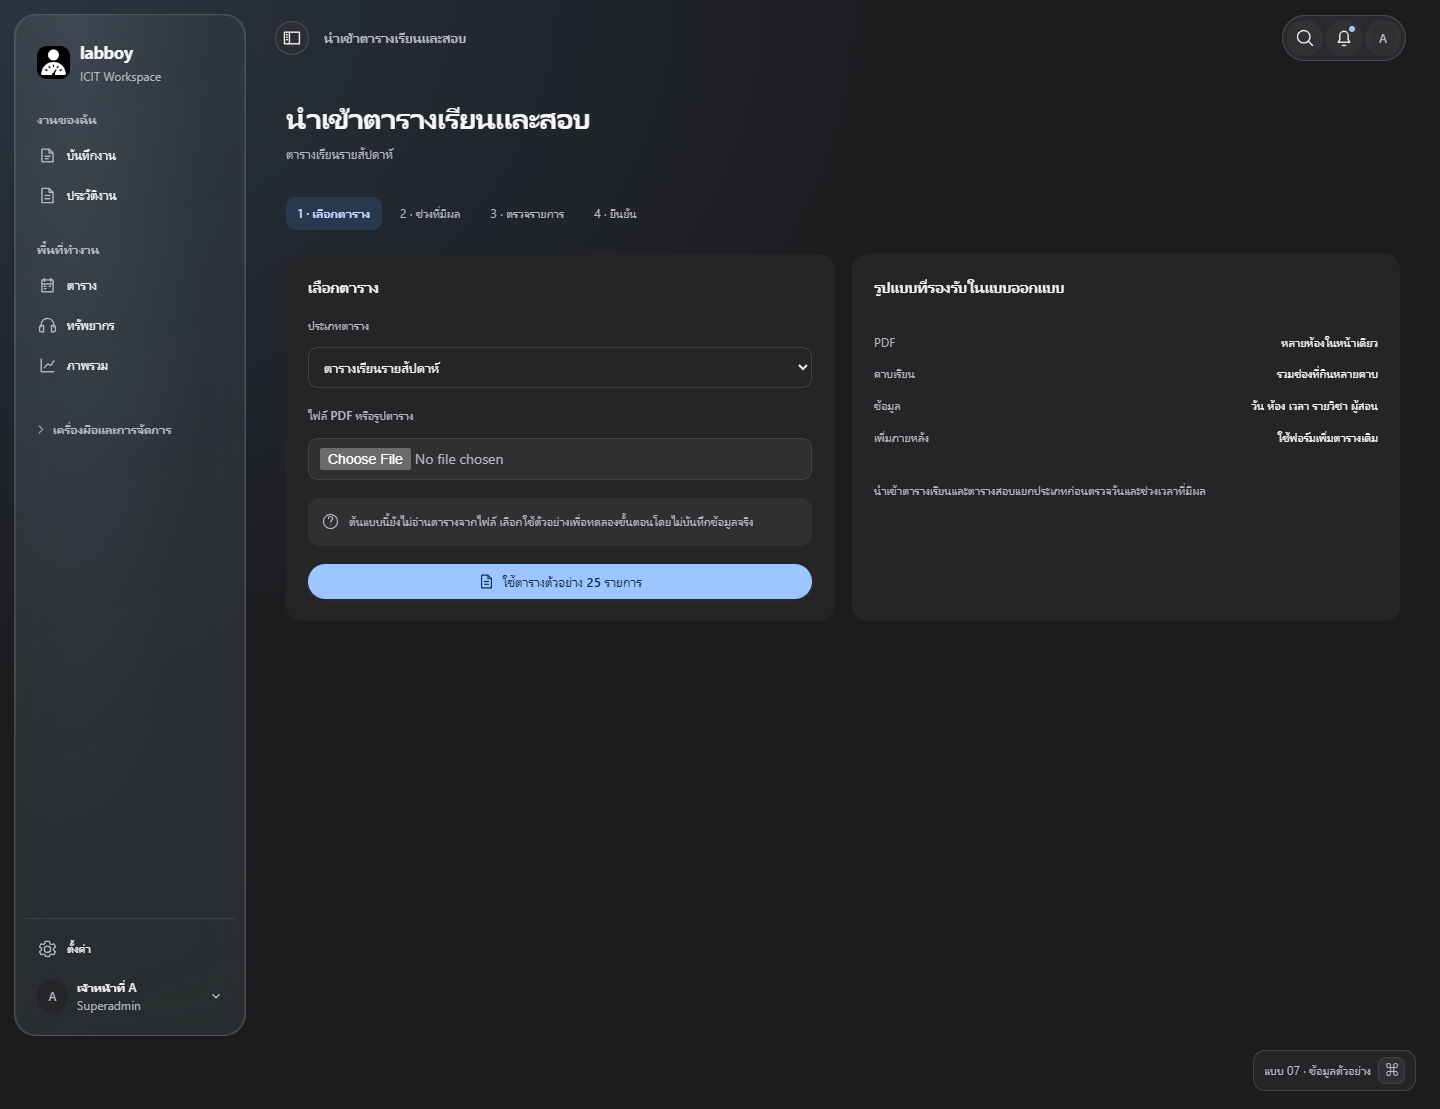 labboy
ICIT Workspace
งานของฉัน
บันทึกงาน
ประวัติงาน
พื้นที่ทำงาน
ตาราง
ทรัพยากร
ภาพรวม
เครื่องมือและการจัดการ
ตั้งค่า
A
เจ้าหน้าที่ A
Superadmin
นำเข้าตารางเรียนและสอบ
A
นำเข้าตารางเรียนและสอบ
ตารางเรียนรายสัปดาห์
1 · เลือกตาราง
2 · ช่วงที่มีผล
3 · ตรวจรายการ
4 · ยืนยัน
เลือกตาราง
ประเภทตาราง
ตารางเรียนรายสัปดาห์
ไฟล์ PDF หรือรูปตาราง
Choose File No file chosen
ต้นแบบนี้ยังไม่อ่านตารางจากไฟล์ เลือกใช้ตัวอย่างเพื่อทดลองขั้นตอนโดยไม่บันทึกข้อมูลจริง
ใช้ตารางตัวอย่าง 25 รายการ
รูปแบบที่รองรับในแบบออกแบบ
PDF หลายห้องในหน้าเดียว
คาบเรียน รวมช่องที่กินหลายคาบ
ข้อมูล วัน ห้อง เวลา รายวิชา ผู้สอน
เพิ่มภายหลัง ใช้ฟอร์มเพิ่มตารางเดิม
นำเข้าตารางเรียนและตารางสอบแยกประเภทก่อนตรวจวันและช่วงเวลาที่มีผล
แบบ 07 · ข้อมูลตัวอย่าง ⌘